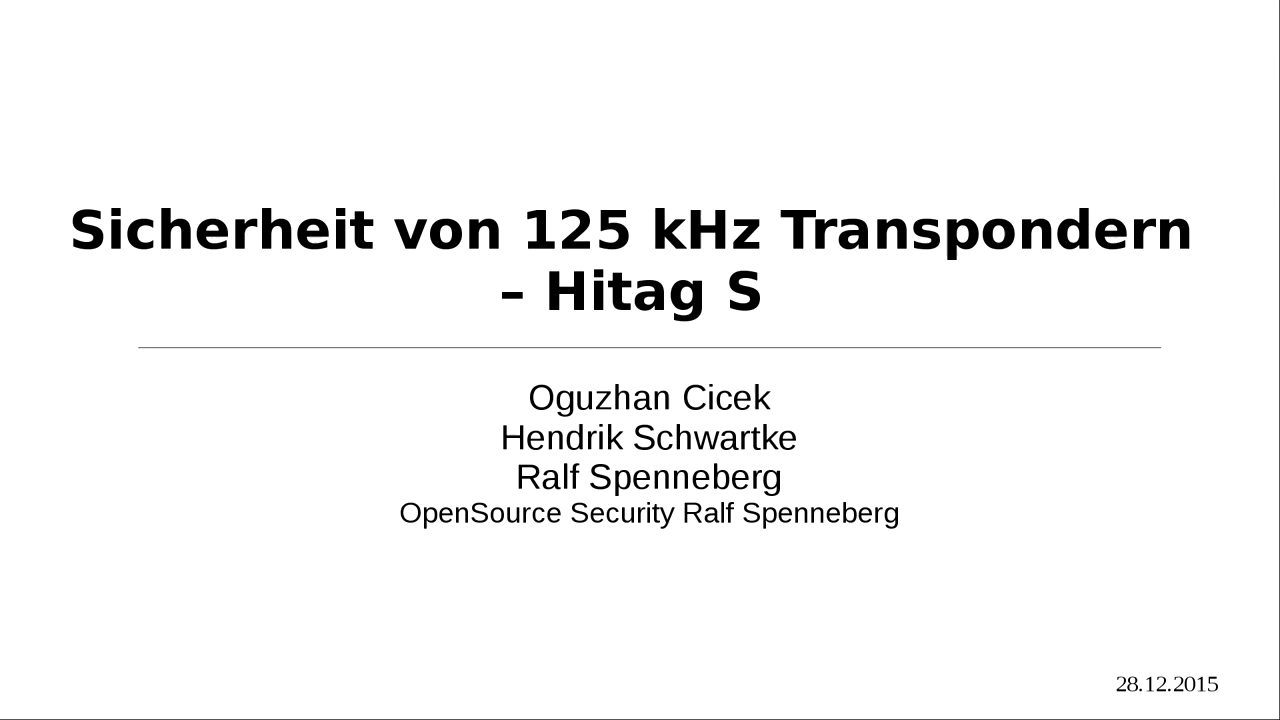 Sicherheit von 125 kHz Transpondern
– Hitag S
Oguzhan Cicek
Hendrik Schwartke
Ralf Spenneberg
OpenSource Security Ralf Spenneberg
28.12.2015